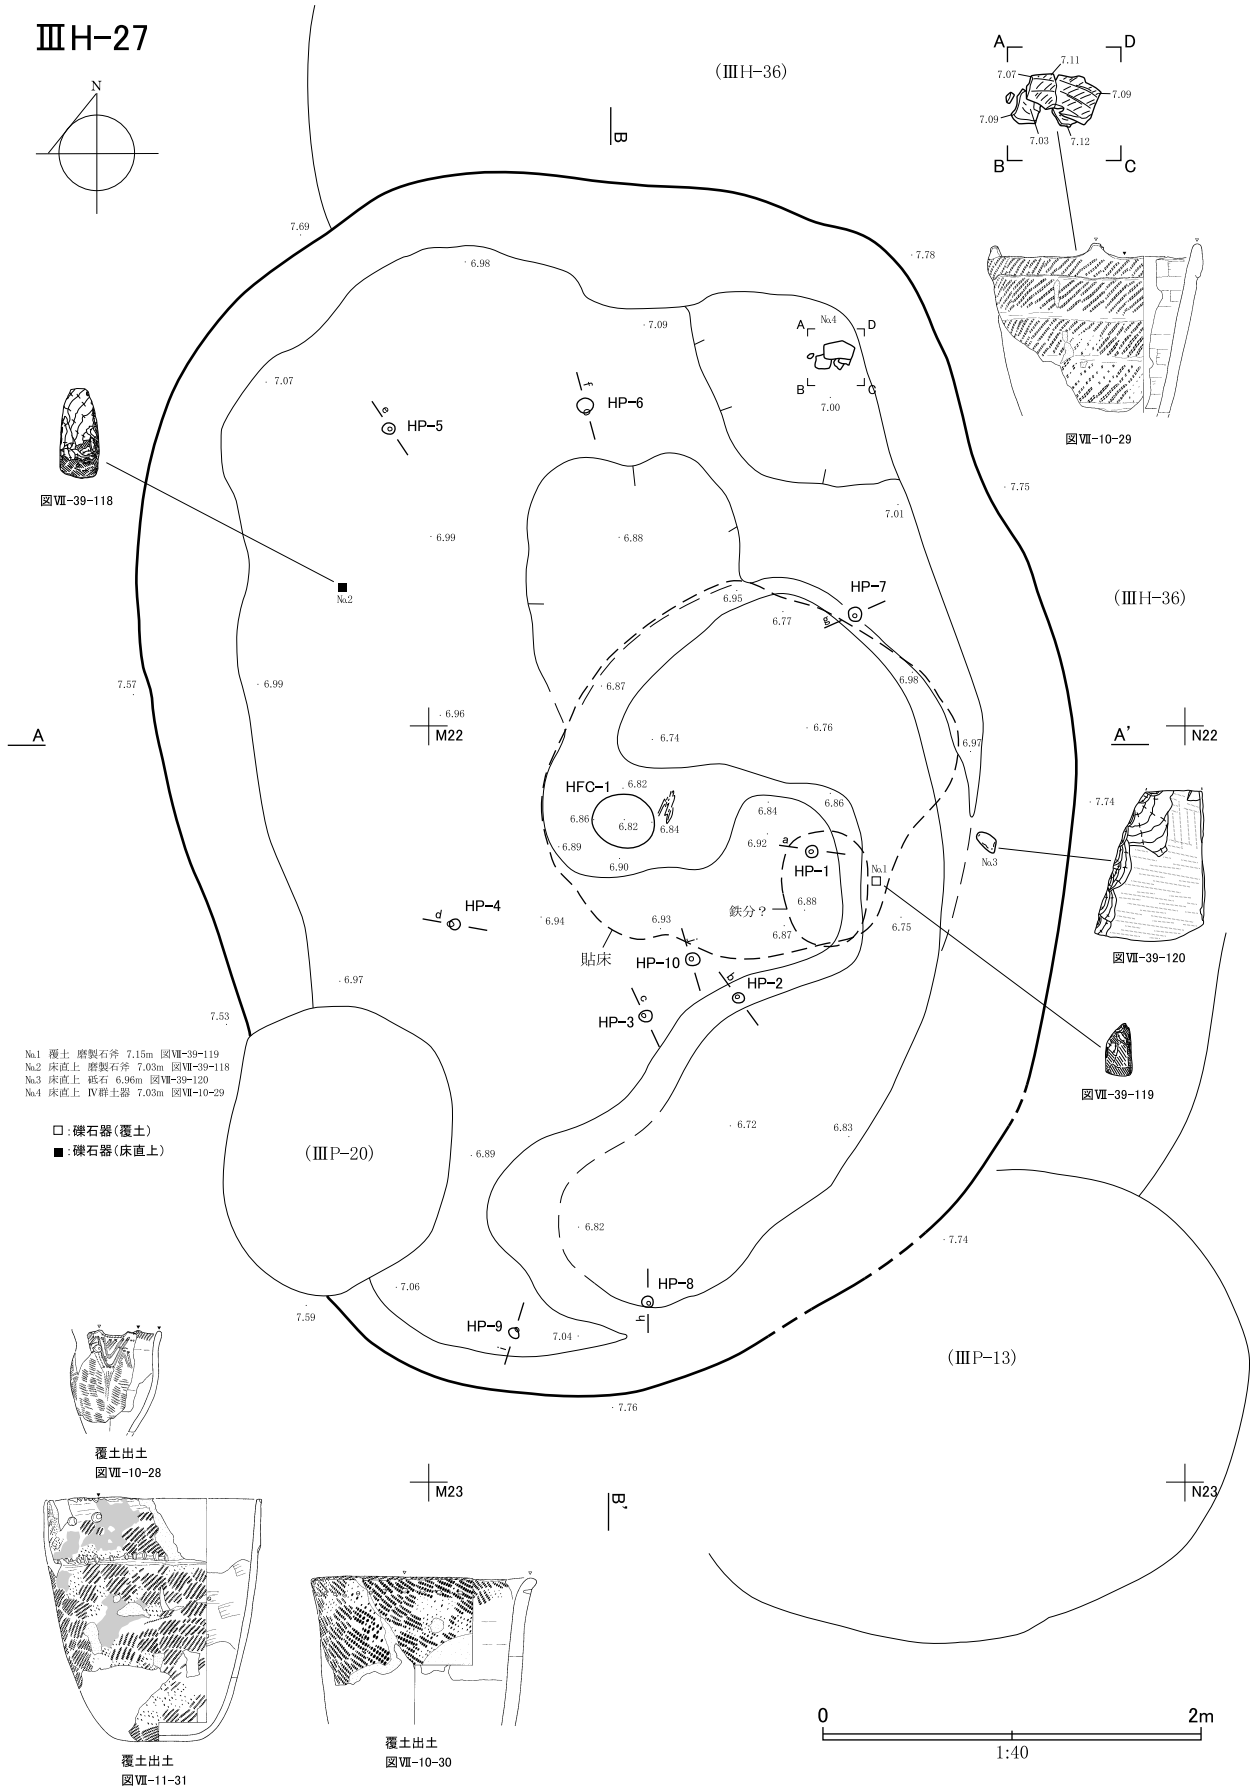 ⅢH-27
N
(ⅢH-36)
B
A
D
7.11
7.07
7.09
7.09
7.03
7.12
B
C
図Ⅶ-10-29
7.69
6.98
7.78
7.09
A
No.4
D
B
C
7.00
7.07
e
HP-5
f
HP-6
図Ⅶ-39-118
7.75
7.01
6.99
6.88
No.2
(ⅢH-36)
6.95
6.77
HP-7
g
7.57
6.99
6.87
6.98
6.96
M22
A
6.74
6.76
6.97
A'
N22
HFC-1
6.82
6.86
6.82
6.84
6.84
6.86
7.74
6.89
6.90
6.92
a
HP-1
No.1
No.3
6.88
鉄分?
図Ⅶ-39-120
d
HP-4
6.94
6.93
6.87
6.75
貼床
HP-10
b
HP-2
6.97
c
HP-3
7.53
No.1 覆土 磨製石斧 7.15m 図Ⅶ-39-119
No.2 床直上 磨製石斧 7.03m 図Ⅶ-39-118
No.3 床直上 砥石 6.96m 図Ⅶ-39-120
No.4 床直上 Ⅳ群土器 7.03m 図Ⅶ-10-29
□:礫石器(覆土)
■:礫石器(床直上)
図Ⅶ-39-119
(ⅢP-20)
6.72
6.83
6.89
6.82
7.74
7.06
HP-8
h
7.59
HP-9
i
7.04
(ⅢP-13)
7.76
覆土出土
図Ⅶ-10-28
M23
B'
N23
覆土出土
図Ⅶ-10-30
覆土出土
図Ⅶ-11-31
0
2m
1:40